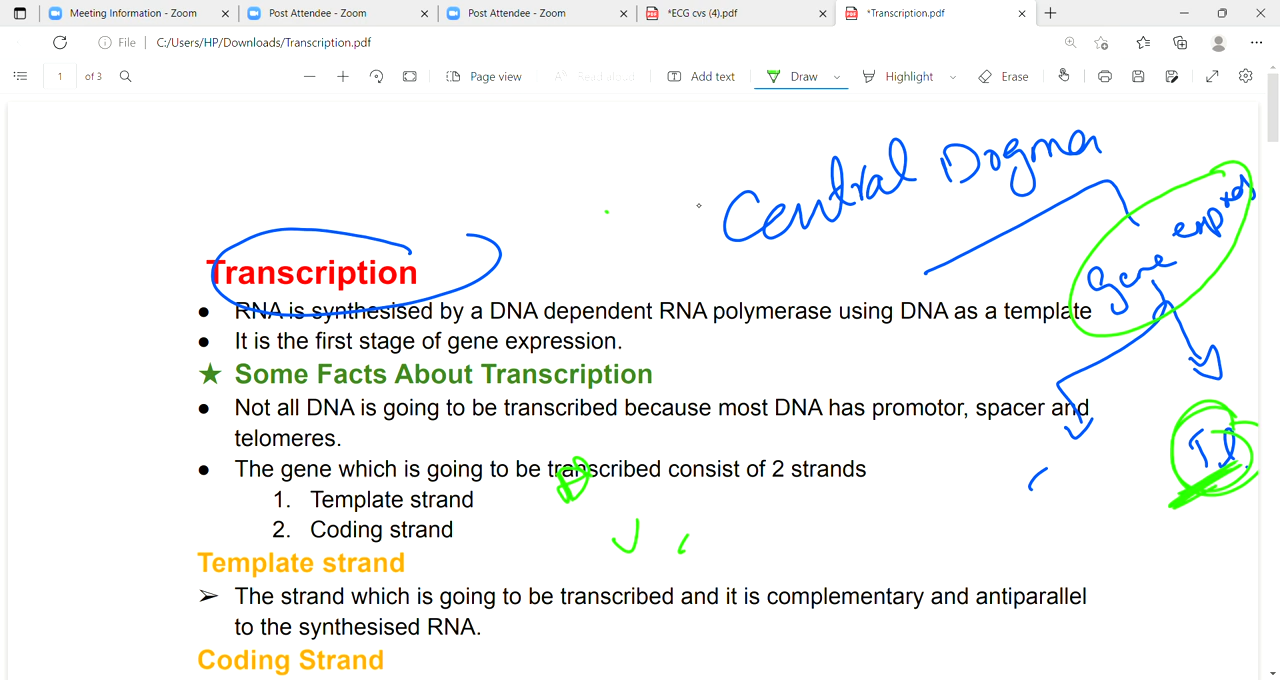 Meeting Information - Zoom
Post Attendee - Zoom
Post Attendee - Zoom
*ECG cvs (4).pdf
*Transcription.pdf
File
C:/Users/HP/Downloads/Transcription.pdf
1 of 3
Page view
Read aloud
Add text
Draw
Highlight
Erase
Central Dogma
Gene
Transcription
● RNA is synthesised by a DNA dependent RNA polymerase using DNA as a template
● It is the first stage of gene expression.
★ Some Facts About Transcription
● Not all DNA is going to be transcribed because most DNA has promotor, spacer and
telomeres.
● The gene which is going to be transcribed consist of 2 strands
1. Template strand
2. Coding strand
Template strand
➢ The strand which is going to be transcribed and it is complementary and antiparallel
to the synthesised RNA.
Coding Strand